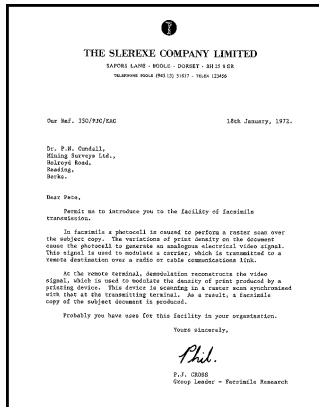 THE SLEREXE COMPANY LIMITED
SAPORS LANE - BOOLE - DORSET - BH 25 8 ER
TELEPHONE BOOLE (945 13) 51617 - TELEX 123456
Our Ref. 350/PJC/EAC
18th January, 1972.
Dr. P.N. Cundall,
Mining Surveys Ltd.,
Holroyd Road,
Reading,
Berks.
Dear Pete,
Permit me to introduce you to the facility of facsimile
transmission.
In facsimile a photocell is caused to perform a raster scan over
the subject copy. The variations of print density on the document
cause the photocell to generate an analogous electrical video signal.
This signal is used to modulate a carrier, which is transmitted to a
remote destination over a radio or cable communications link.
At the remote terminal, demodulation reconstructs the video
signal, which is used to modulate the density of print produced by a
printing device. This device is scanning in a raster scan synchronised
with that at the transmitting terminal. As a result, a facsimile
copy of the subject document is produced.
Probably you have uses for this facility in your organisation.
Yours sincerely,
Phil.
P.J. CROSS
Group Leader - Facsimile Research